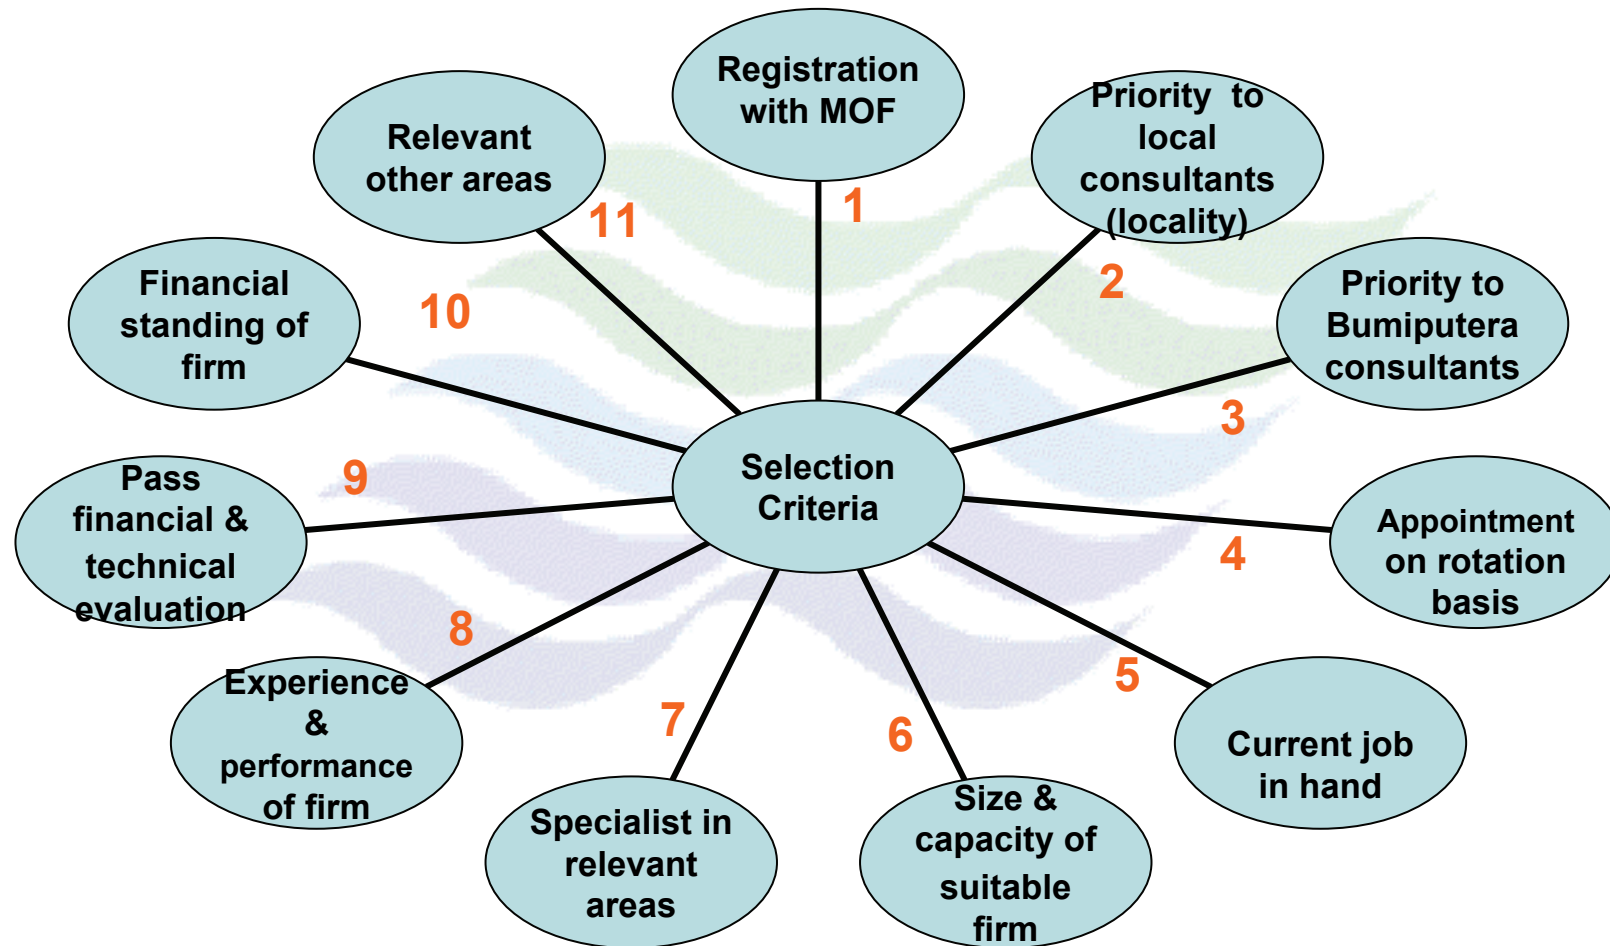 Registration
with MOF
1
Priority to
local
consultants
(locality)
2
Priority to
Bumiputera
consultants
3
Appointment
on rotation
basis
4
Current job
in hand
5
Size &
capacity of
suitable
firm
6
Specialist in
relevant
areas
7
Experience
&
performance
of firm
8
Pass
financial &
technical
evaluation
9
Financial
standing of
firm
10
Relevant
other areas
11
Selection
Criteria